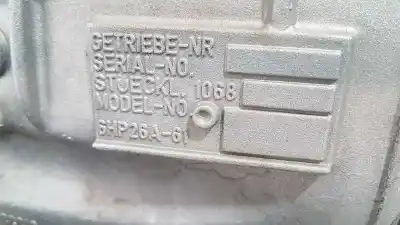 GETRIEBE-NR
SERIAL-NO.
STUECKL. 1068
MODEL-NO
6HP26A-61